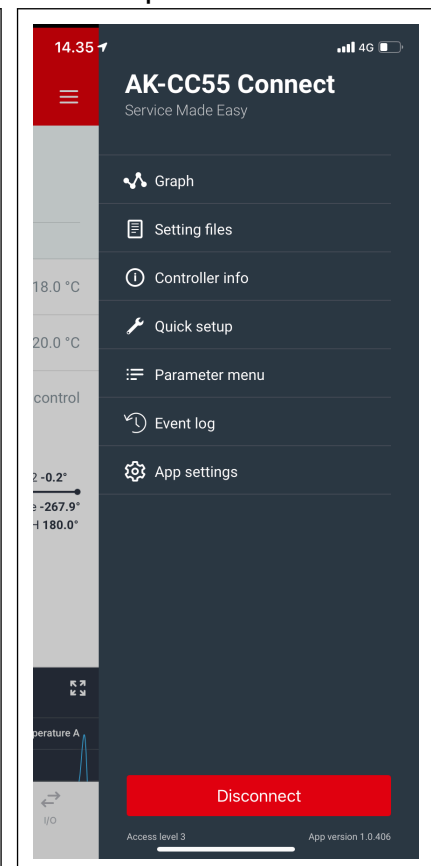 14.35
4G
AK-CC55 Connect
Service Made Easy
Graph
Setting files
Controller info
Quick setup
Parameter menu
Event log
App settings
18.0 °C
20.0 °C
control
2 -0.2°
-267.9°
H 180.0°
perature A
I/O
Disconnect
Access level 3
App version 1.0.406